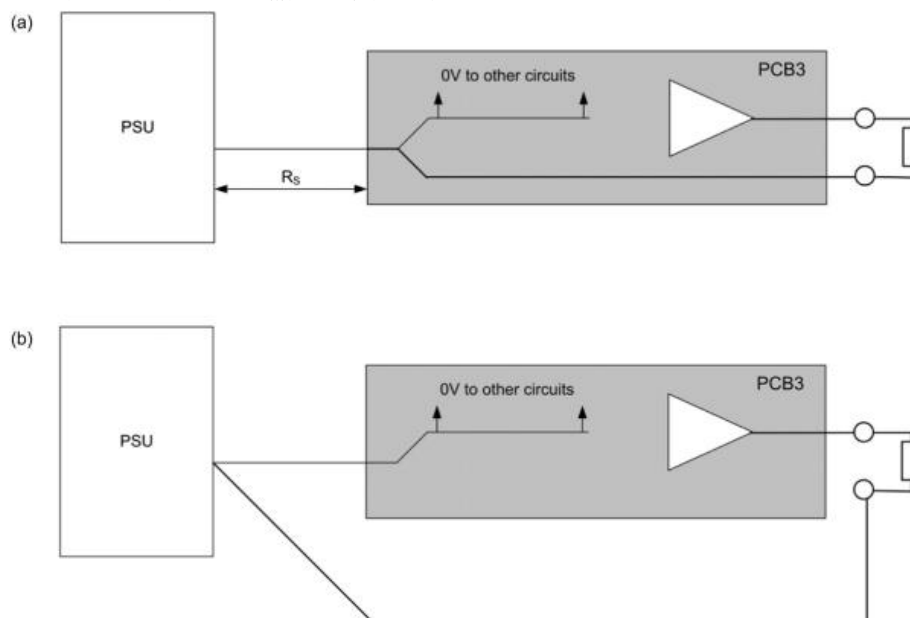 (a)
PCB3
0V to other circuits
PSU
RS
(b)
PCB3
0V to other circuits
PSU